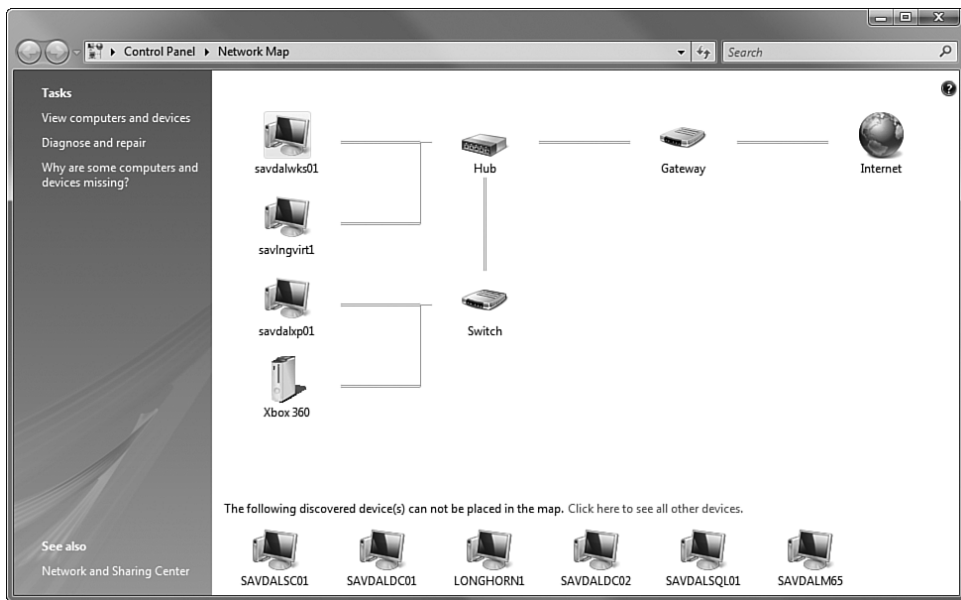 Control Panel ▸ Network Map
Search
Tasks
View computers and devices
Diagnose and repair
Why are some computers and
devices missing?
savdalwks01
Hub
Gateway
Internet
savlngvirt1
savdalxp01
Switch
Xbox 360
The following discovered device(s) can not be placed in the map. Click here to see all other devices.
See also
Network and Sharing Center
SAVDALSC01
SAVDALDC01
LONGHORN1
SAVDALDC02
SAVDALSQL01
SAVDALM65